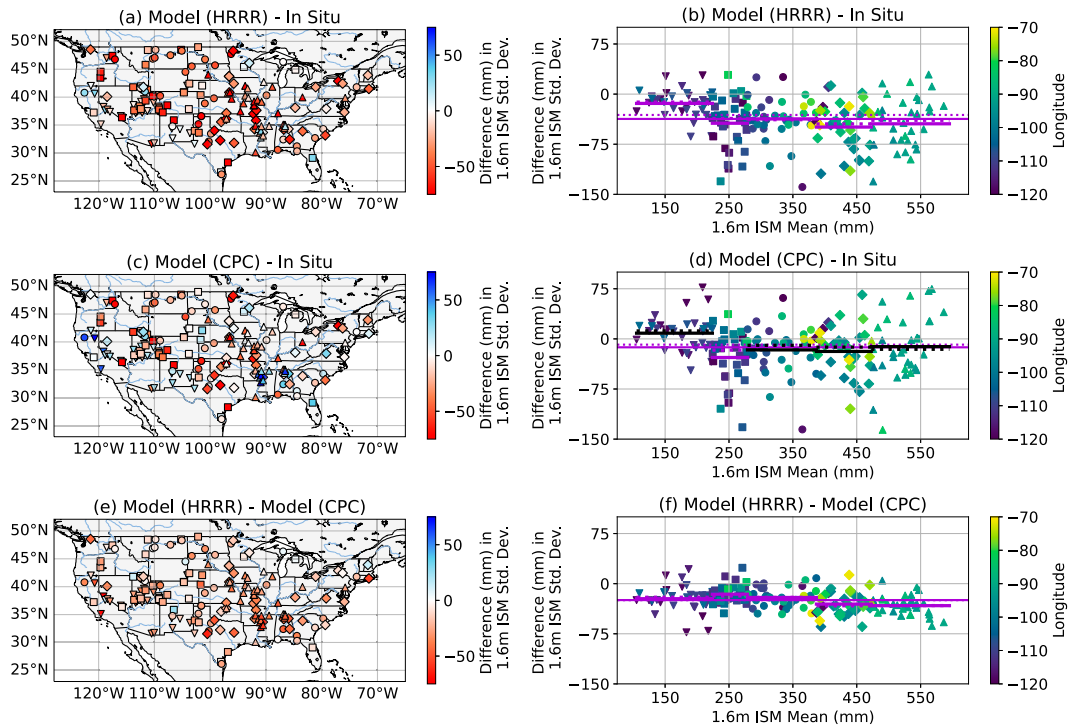 (a) Model (HRRR) - In Situ
50°N
45°N
40°N
35°N
30°N
25°N
120°W 110°W 100°W 90°W 80°W 70°W
50
0
−50
Difference (mm) in
1.6m ISM Std. Dev.
(b) Model (HRRR) - In Situ
Difference (mm) in
1.6m ISM Std. Dev.
75
0
−75
−150
150 250 350 450 550
1.6m ISM Mean (mm)
−70
−80
−90
−100
−110
−120
Longitude
(c) Model (CPC) - In Situ
50°N
45°N
40°N
35°N
30°N
25°N
120°W 110°W 100°W 90°W 80°W 70°W
50
0
−50
Difference (mm) in
1.6m ISM Std. Dev.
(d) Model (CPC) - In Situ
Difference (mm) in
1.6m ISM Std. Dev.
75
0
−75
−150
150 250 350 450 550
1.6m ISM Mean (mm)
−70
−80
−90
−100
−110
−120
Longitude
(e) Model (HRRR) - Model (CPC)
50°N
45°N
40°N
35°N
30°N
25°N
120°W 110°W 100°W 90°W 80°W 70°W
50
0
−50
Difference (mm) in
1.6m ISM Std. Dev.
(f) Model (HRRR) - Model (CPC)
Difference (mm) in
1.6m ISM Std. Dev.
75
0
−75
−150
150 250 350 450 550
1.6m ISM Mean (mm)
−70
−80
−90
−100
−110
−120
Longitude